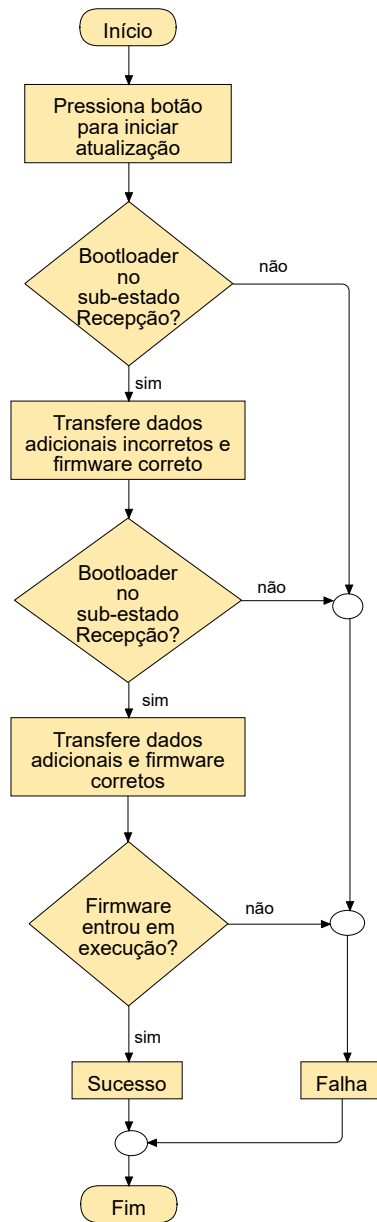 Início
Pressiona botão
para iniciar
atualização
Bootloader
no
sub-estado
Recepção?
não
sim
Transfere dados
adicionais incorretos e
firmware correto
Bootloader
no
sub-estado
Recepção?
não
sim
Transfere dados
adicionais e firmware
corretos
Firmware
entrou em
execução?
não
sim
Sucesso
Falha
Fim